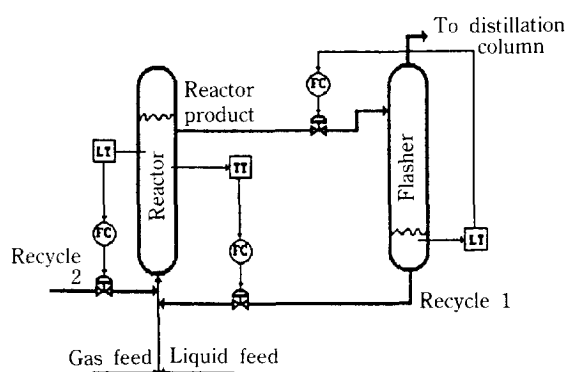 To distillation
column
FC
Reactor
product
LT
Reactor
TT
Flasher
FC
FC
LT
Recycle
2
Recycle 1
Gas feed
Liquid feed